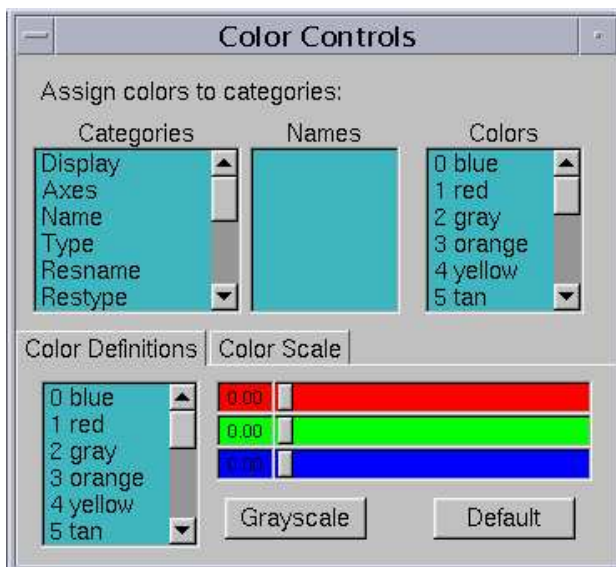 Color Controls
Assign colors to categories:
Categories
Names
Colors
Display
Axes
Name
Type
Resname
Restype
0 blue
1 red
2 gray
3 orange
4 yellow
5 tan
Color Definitions
Color Scale
0 blue
1 red
2 gray
3 orange
4 yellow
5 tan
0.00
0.00
0.00
Grayscale
Default